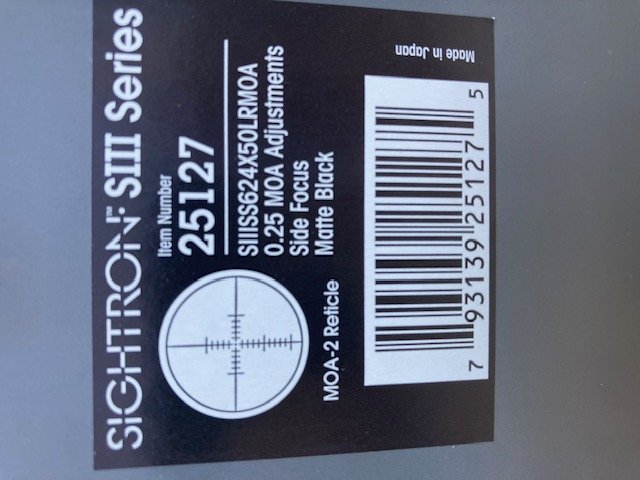 SIGHTRON™ SIII Series
Item Number
25127
SIIISS624X50LRMOA
0.25 MOA Adjustments
Side Focus
Matte Black
MOA-2 Reticle
7 93139 25127 5
Made in Japan